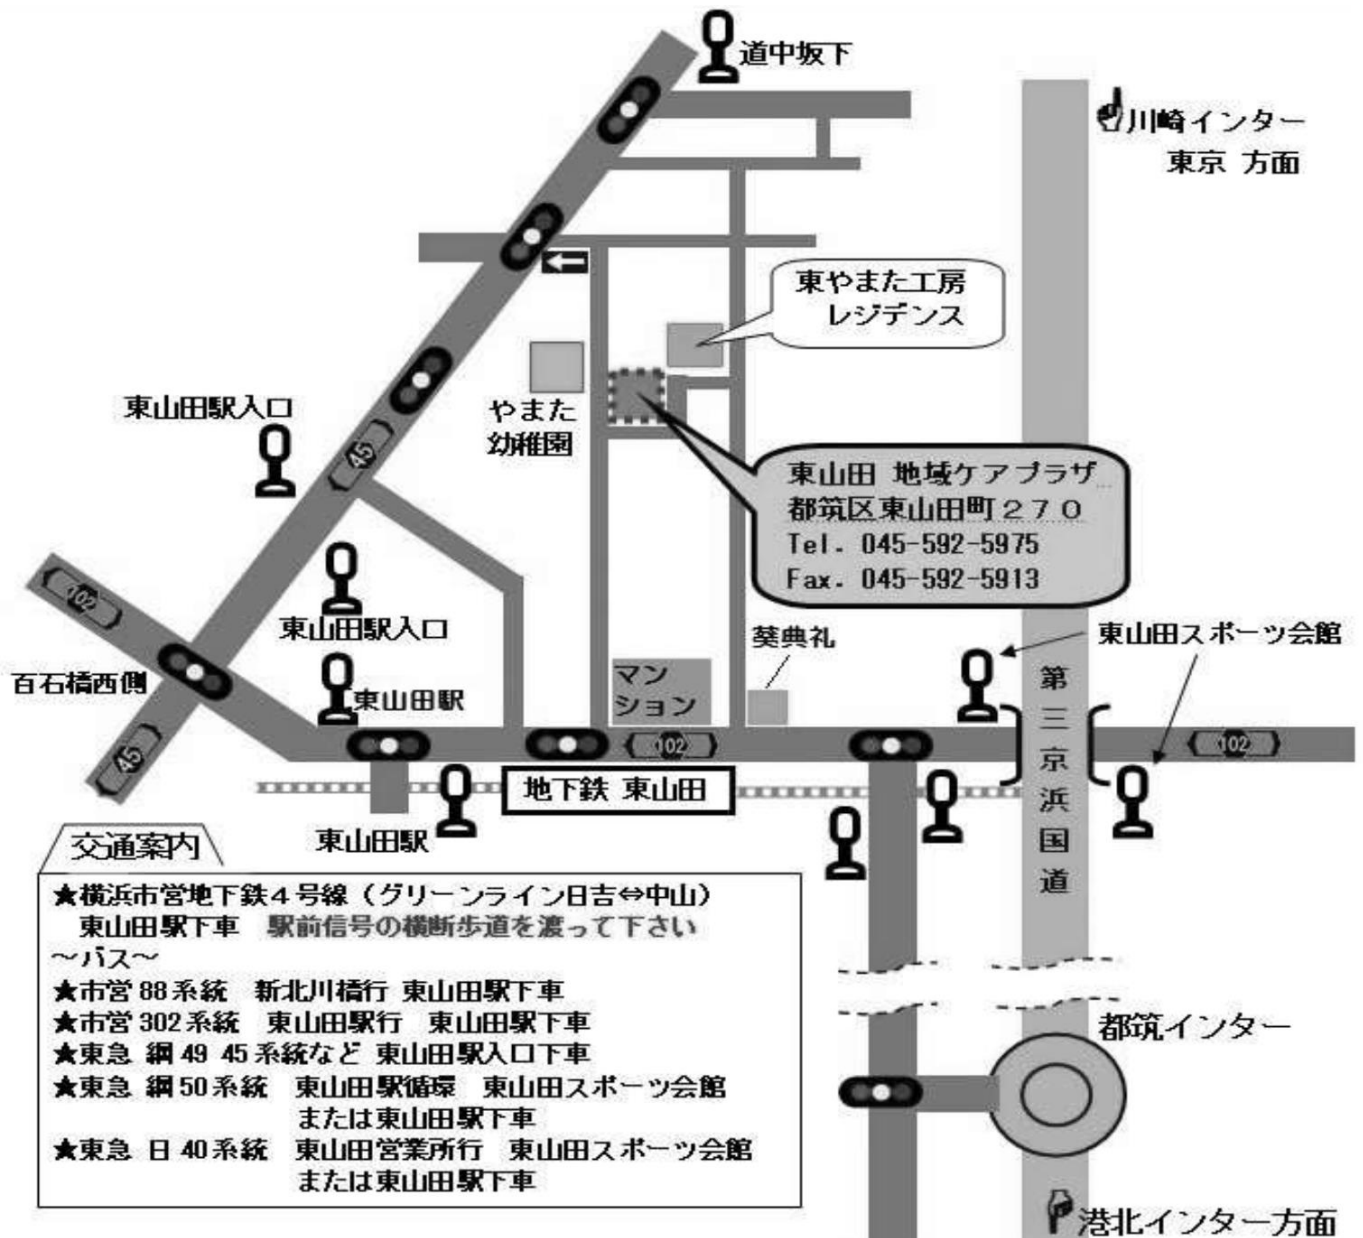 道中坂下
川崎インター
東京 方面
東やまた工房
レジデンス
東山田駅入口
45
やまた
幼稚園
東山田 地域ケアプラザ
都筑区東山田町270
Tel. 045-592-5975
Fax. 045-592-5913
102
東山田駅入口
葵典礼
東山田スポーツ会館
百石橋西側
東山田駅
マン
ション
第三京浜国道
45
102
102
地下鉄 東山田
東山田駅
交通案内
★横浜市営地下鉄4号線(グリーンライン日吉⇔中山)
東山田駅下車 駅前信号の横断歩道を渡って下さい
～バス～
★市営88系統 新北川橋行 東山田駅下車
★市営302系統 東山田駅行 東山田駅下車
★東急 綱49 45系統など 東山田駅入口下車
★東急 綱50系統 東山田駅循環 東山田スポーツ会館
または東山田駅下車
★東急 日40系統 東山田営業所行 東山田スポーツ会館
または東山田駅下車
都筑インター
港北インター方面